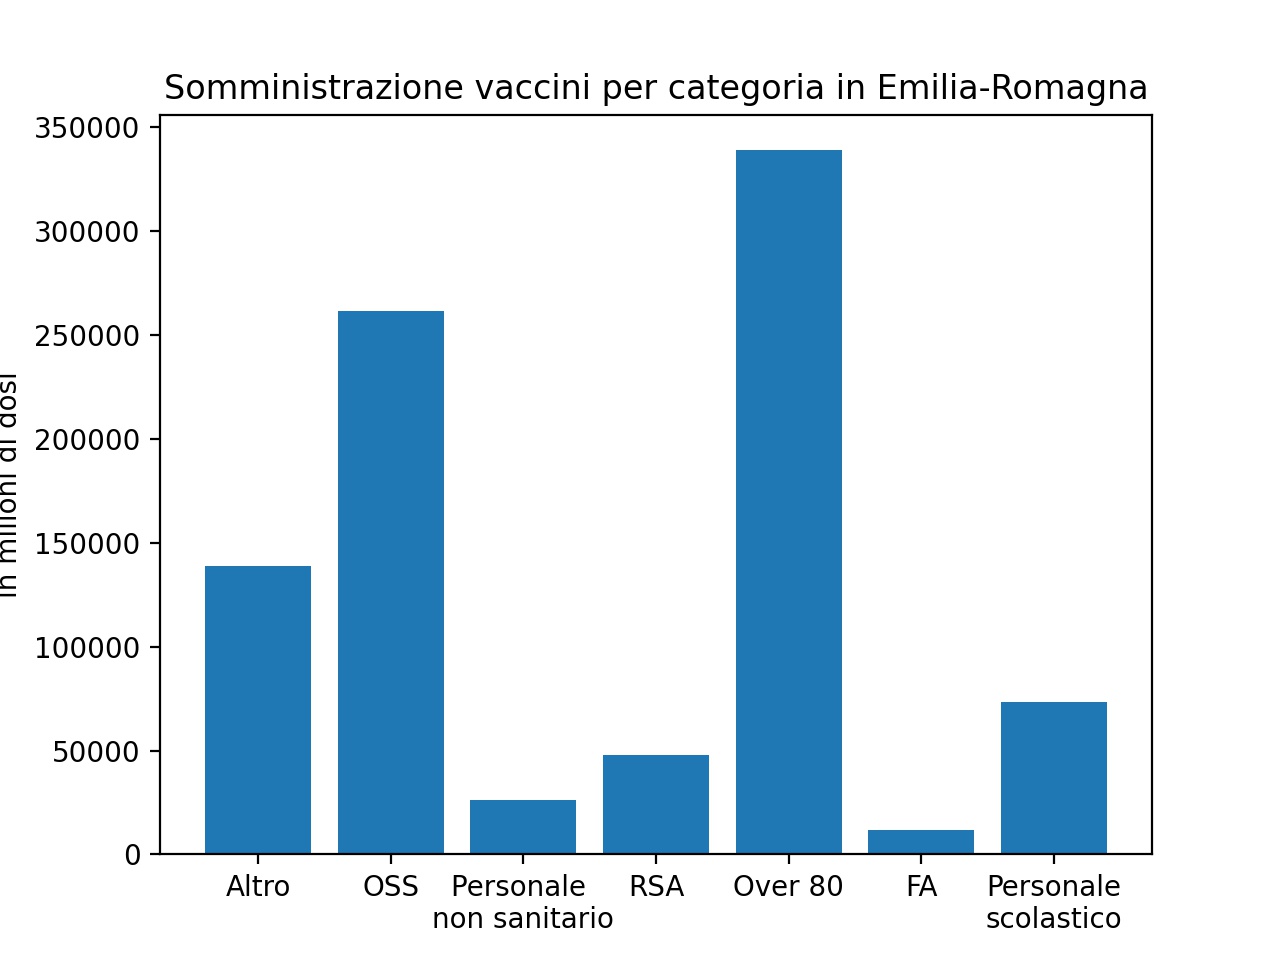 Somministrazione vaccini per categoria in Emilia-Romagna
350000
300000
250000
200000
150000
100000
50000
0
In milioni di dosi
Altro
OSS
Personale
non sanitario
RSA
Over 80
FA
Personale
scolastico